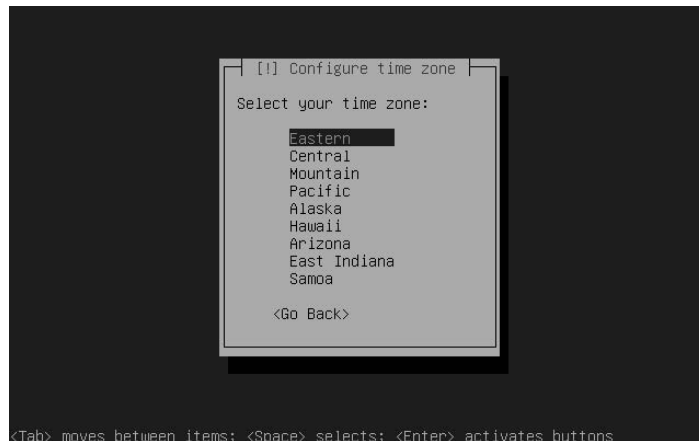 [!] Configure time zone
Select your time zone:
Eastern
Central
Mountain
Pacific
Alaska
Hawaii
Arizona
East Indiana
Samoa
<Go Back>
<Tab> moves between items; <Space> selects; <Enter> activates buttons